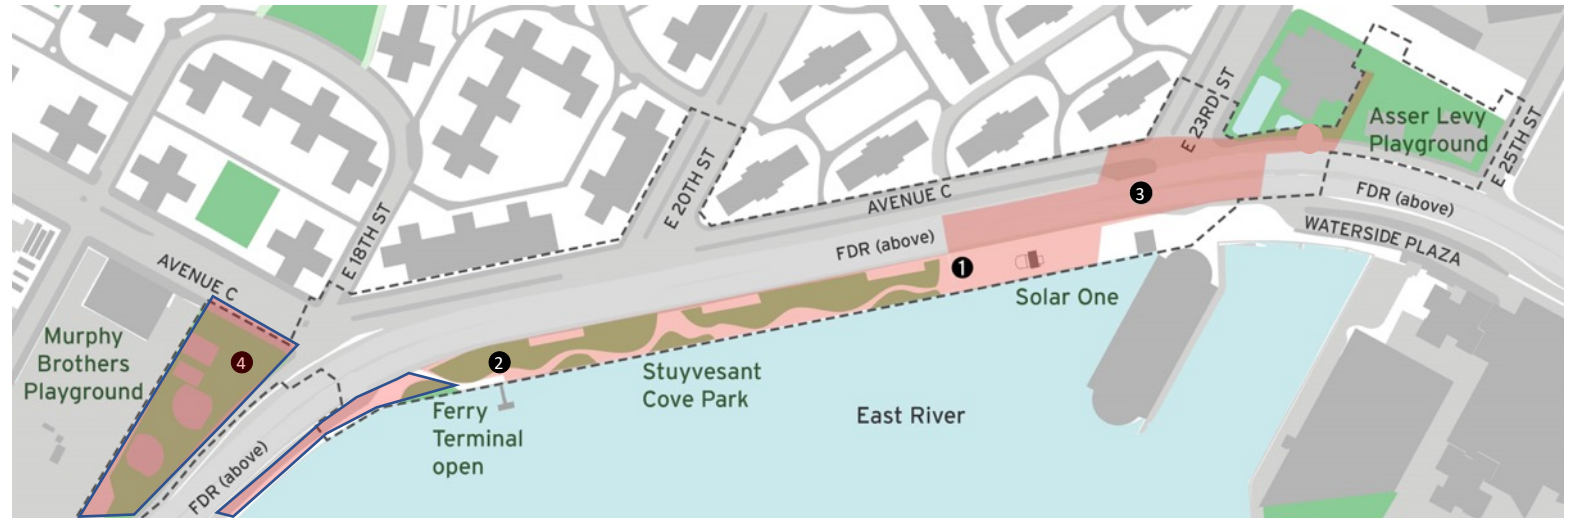 E 23RD ST
Asser Levy
Playground
E 25TH ST
E 20TH ST
AVENUE C
3
FDR (above)
FDR (above)
WATERSIDE PLAZA
E 18TH ST
AVENUE C
1
Solar One
Murphy
Brothers
Playground
4
2
Stuyvesant
Cove Park
East River
Ferry
Terminal
open
FDR (above)